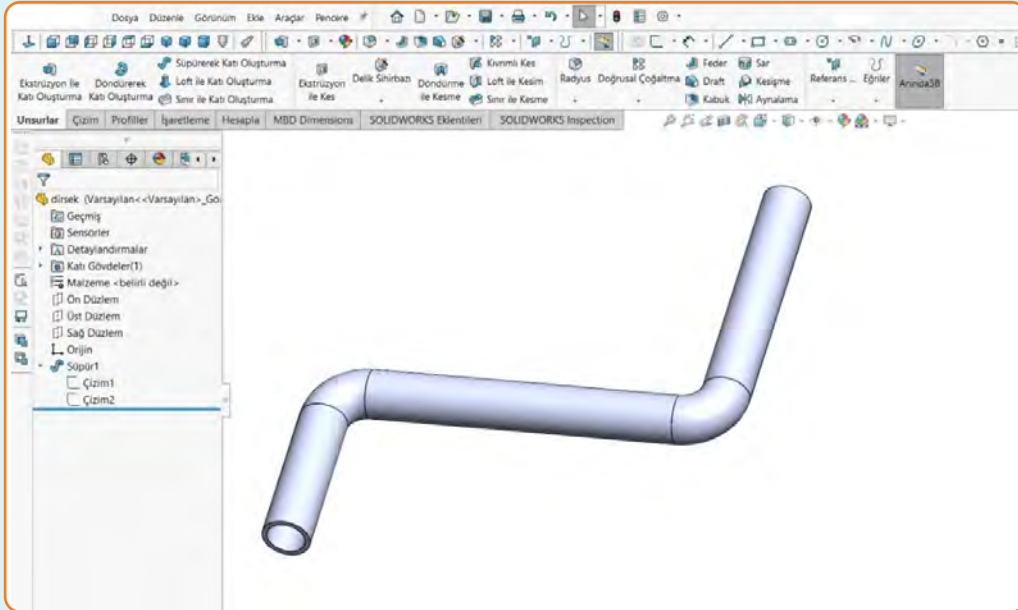 Dosya Düzenle Görünüm Ekle Araçlar Pencere
Ekstrüzyon ile Katı Oluşturma
Döndürerek Katı Oluşturma
Süpürerek Katı Oluşturma
Loft ile Katı Oluşturma
Sınır ile Katı Oluşturma
Ekstrüzyon ile Kes
Delik Sihirbazı
Döndürme ile Kesme
Kıvrımlı Kes
Loft ile Kesim
Sınır ile Kesme
Radyus
Doğrusal Çoğaltma
Feder
Draft
Kabuk
Sar
Kesişme
Aynalama
Referans ...
Eğriler
Anında3B
Unsurlar Çizim Profiller İşaretleme Hesapla MBD Dimensions SOLIDWORKS Eklentileri SOLIDWORKS Inspection
dirsek (Varsayılan<<Varsayılan>_Gö
Geçmiş
Sensörler
Detaylandırmalar
Katı Gövdeler(1)
Malzeme <belirli değil>
Ön Düzlem
Üst Düzlem
Sağ Düzlem
Orijin
Süpür1
Çizim1
Çizim2